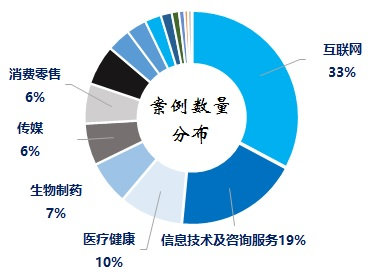 互联网
33%
案例数量
分布
消费零售
6%
传媒
6%
生物制药
7%
医疗健康
10%
信息技术及咨询服务19%